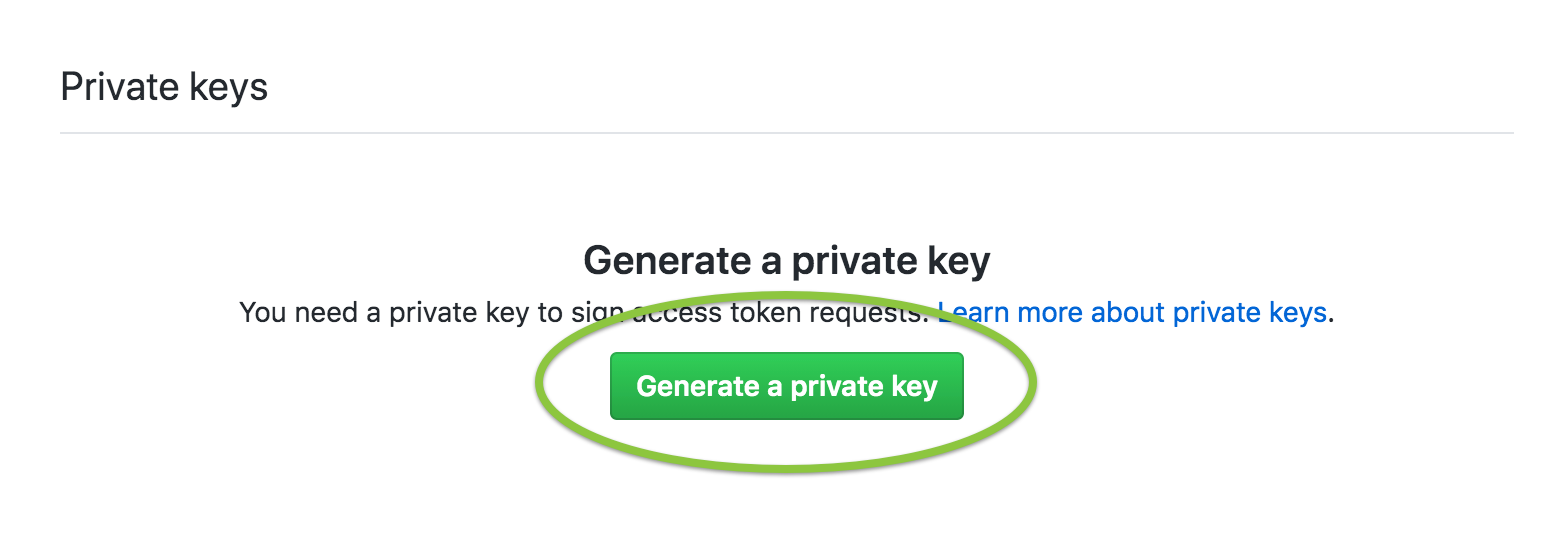 Private keys
Generate a private key
You need a private key to sign access token requests. Learn more about private keys.
Generate a private key